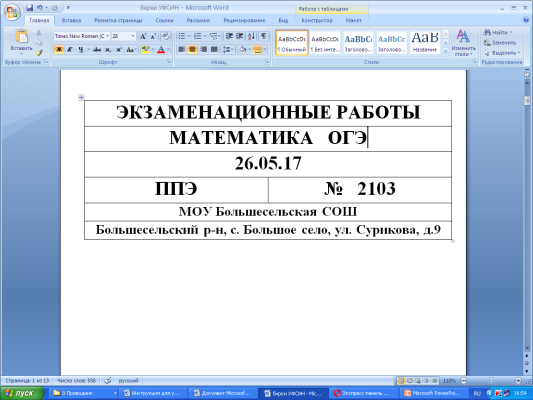 бирки УФСИН - Microsoft Word
Работа с таблицами
Главная Вставка Разметка страницы Ссылки Рассылки Рецензирование Вид Конструктор Макет
Вставить
Times New Roman (С 28
AaBbCcDc AaBbCcDc AaBbC AaBbCc AaB
¶ Обычный ¶ Без инте... Заголово... Заголово... Название
Изменить стили
Найти
Заменить
Выделить
Буфер обмена Шрифт Абзац Стили Редактирование
ЭКЗАМЕНАЦИОННЫЕ РАБОТЫ
МАТЕМАТИКА ОГЭ
26.05.17
ППЭ № 2103
МОУ Большесельская СОШ
Большесельский р-н, с. Большое село, ул. Сурикова, д.9
Страница: 1 из 13 Число слов: 558 русский 110%
пуск 3 Проводник Инструкция для у... Документ Microsof... Бирки УФСИН - Mic... Экспресс-панель ... Microsoft PowerPo... RU 16:54